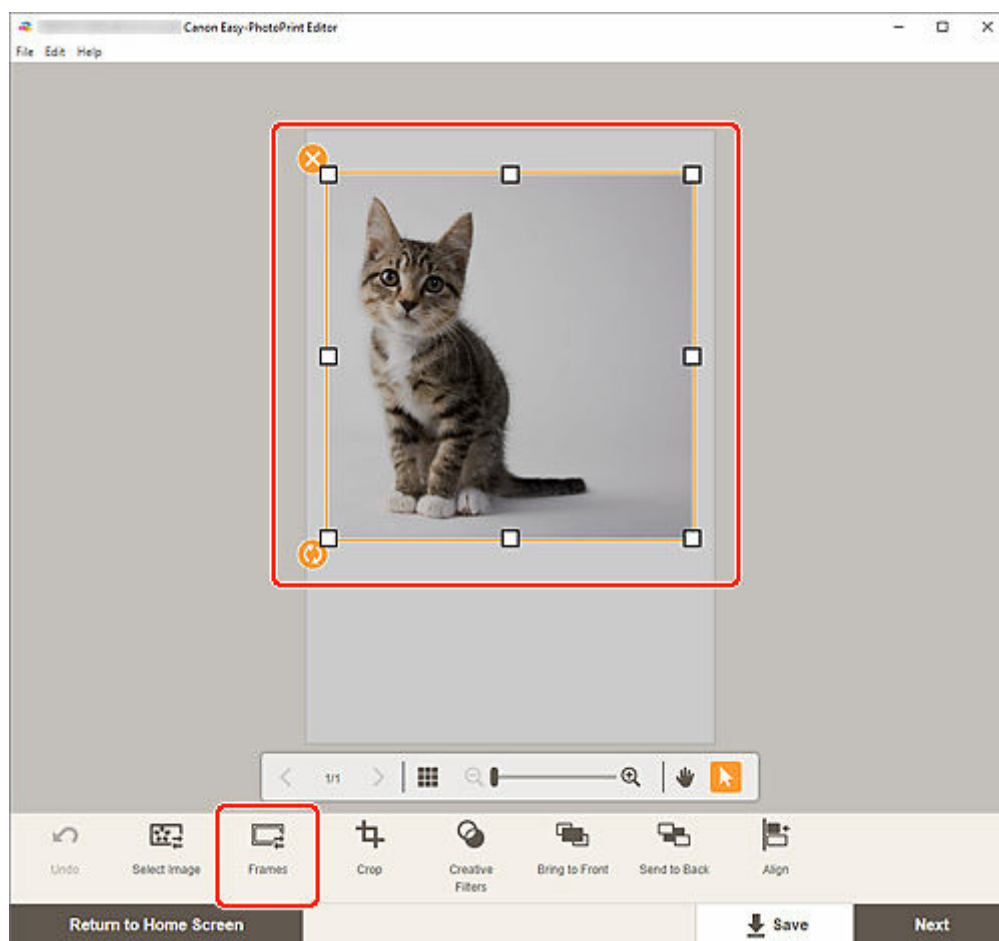 Canon Easy-PhotoPrint Editor
File Edit Help
1/1
Undo Select Image Frames Crop Creative Filters Bring to Front Send to Back Align
Return to Home Screen Save Next